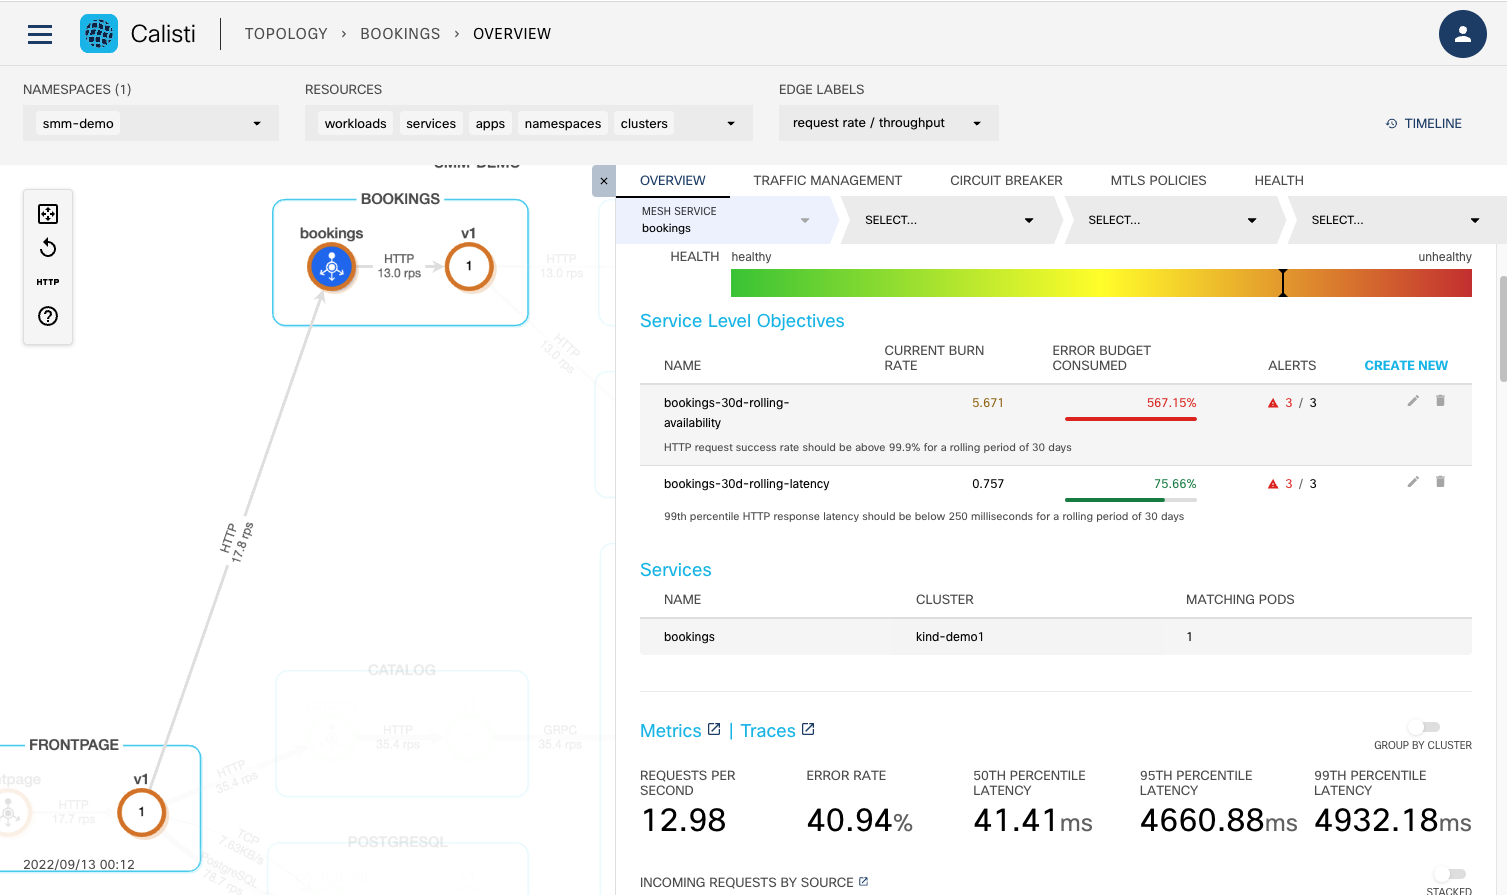 Calisti
TOPOLOGY › BOOKINGS › OVERVIEW
NAMESPACES (1)
RESOURCES
EDGE LABELS
smm-demo
workloads services apps namespaces clusters
request rate / throughput
TIMELINE
SMM-DEMO
× OVERVIEW TRAFFIC MANAGEMENT CIRCUIT BREAKER MTLS POLICIES HEALTH
MESH SERVICE
bookings
SELECT...
SELECT...
SELECT...
HTTP
BOOKINGS
bookings
v1
HTTP
13.0 rps
1
HTTP
13.0 rps
HTTP
13.0 rps
HTTP
17.8 rps
CATALOG
HTTP
35.4 rps
GRPC
35.4 rps
FRONTPAGE
ntpage
v1
HTTP
17.7 rps
1
HTTP
35.4 rps
TCP
7.63KB/s
PostgreSQL
78.7 rps
POSTGRESQL
2022/09/13 00:12
HEALTH
healthy
unhealthy
Service Level Objectives
NAME
CURRENT BURN
RATE
ERROR BUDGET
CONSUMED
ALERTS
CREATE NEW
bookings-30d-rolling-
availability
5.671
567.15%
3 / 3
HTTP request success rate should be above 99.9% for a rolling period of 30 days
bookings-30d-rolling-latency
0.757
75.66%
3 / 3
99th percentile HTTP response latency should be below 250 milliseconds for a rolling period of 30 days
Services
NAME CLUSTER MATCHING PODS
bookings kind-demo1 1
Metrics | Traces
GROUP BY CLUSTER
REQUESTS PER
SECOND
12.98
ERROR RATE
40.94%
50TH PERCENTILE
LATENCY
41.41ms
95TH PERCENTILE
LATENCY
4660.88ms
99TH PERCENTILE
LATENCY
4932.18ms
INCOMING REQUESTS BY SOURCE
STACKED